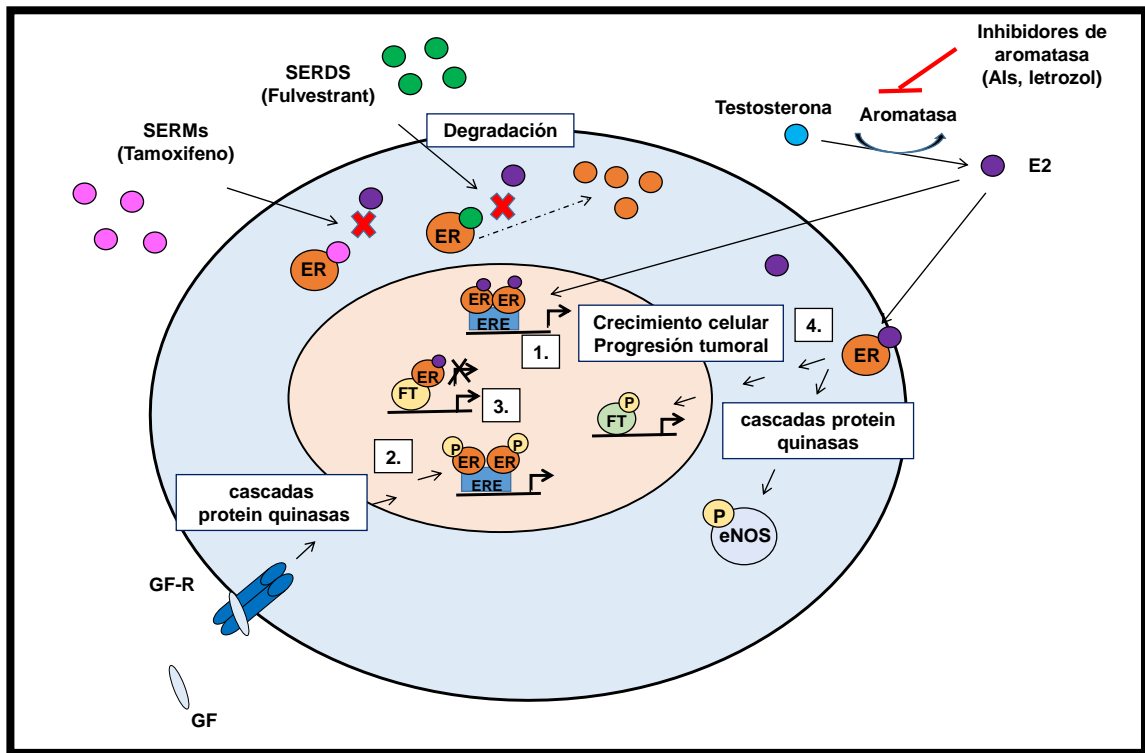 Inhibidores de
aromatasa
(AIs, letrozol)
SERDS
(Fulvestrant)
Testosterona
Aromatasa
SERMs
(Tamoxifeno)
Degradación
E2
ER
ER
ER
ER
ERE
1.
Crecimiento celular
Progresión tumoral
4.
ER
ER
FT
3.
P
FT
cascadas protein
quinasas
2.
P
P
ER
ER
ERE
cascadas
protein quinasas
P
eNOS
GF-R
GF